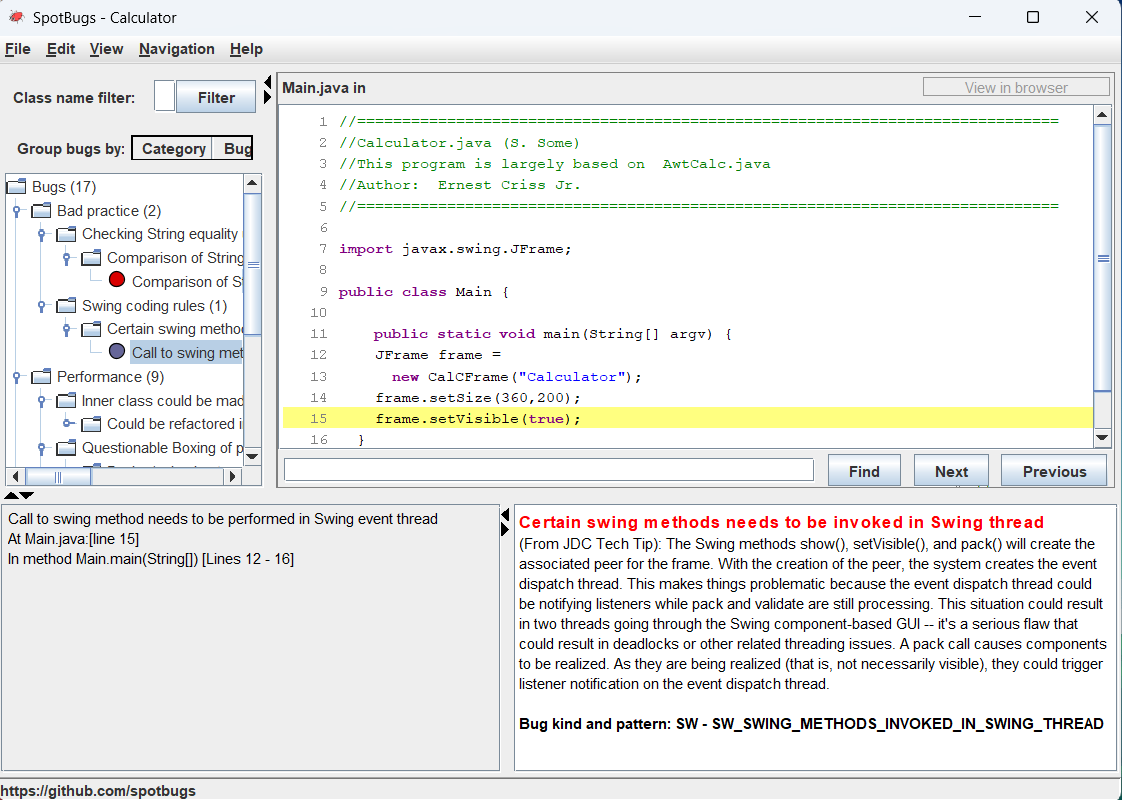 SpotBugs - Calculator
File Edit View Navigation Help
Class name filter: Filter
Group bugs by: Category Bug
Bugs (17)
Bad practice (2)
Checking String equality
Comparison of String
Comparison of S
Swing coding rules (1)
Certain swing metho
Call to swing met
Performance (9)
Inner class could be mad
Could be refactored i
Questionable Boxing of p
Main.java in
View in browser
1 //==============================================================================
2 //Calculator.java (S. Some)
3 //This program is largely based on  AwtCalc.java
4 //Author:  Ernest Criss Jr.
5 //==============================================================================
6
7 import javax.swing.JFrame;
8
9 public class Main {
10
11 public static void main(String[] argv) {
12 JFrame frame =
13 new CalCFrame("Calculator");
14 frame.setSize(360,200);
15 frame.setVisible(true);
16 }
Find Next Previous
Call to swing method needs to be performed in Swing event thread
At Main.java:[line 15]
In method Main.main(String[]) [Lines 12 - 16]
Certain swing methods needs to be invoked in Swing thread
(From JDC Tech Tip): The Swing methods show(), setVisible(), and pack() will create the
associated peer for the frame. With the creation of the peer, the system creates the event
dispatch thread. This makes things problematic because the event dispatch thread could
be notifying listeners while pack and validate are still processing. This situation could result
in two threads going through the Swing component-based GUI -- it's a serious flaw that
could result in deadlocks or other related threading issues. A pack call causes components
to be realized. As they are being realized (that is, not necessarily visible), they could trigger
listener notification on the event dispatch thread.
Bug kind and pattern: SW - SW_SWING_METHODS_INVOKED_IN_SWING_THREAD
https://github.com/spotbugs